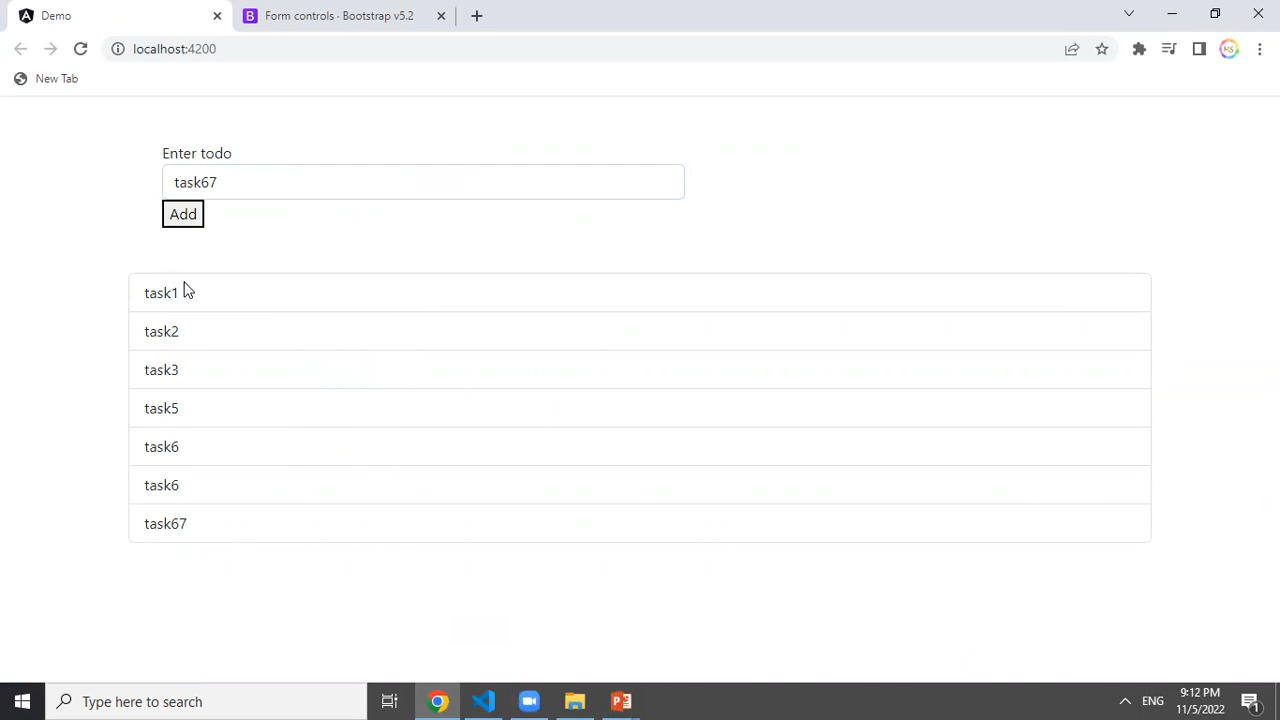 Demo
Form controls · Bootstrap v5.2
localhost:4200
New Tab
Enter todo
task67
Add
task1
task2
task3
task5
task6
task6
task67
Type here to search
ENG
9:12 PM
11/5/2022
1